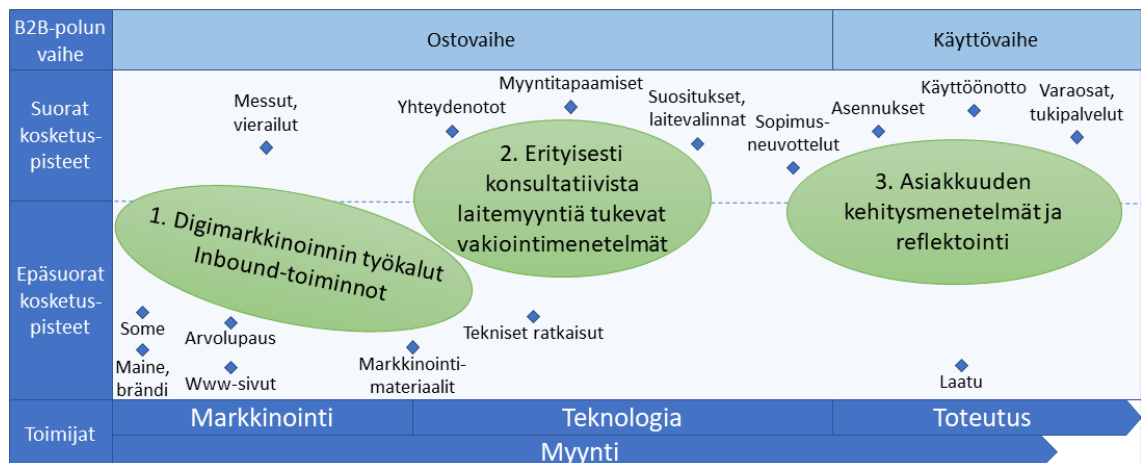 B2B-polun
vaihe
Ostovaihe
Käyttövaihe
Suorat
kosketus-
pisteet
Messut,
vierailut
Yhteydenotot
Myyntitapaamiset
Suositukset,
laitevalinnat
Sopimus-
neuvottelut
Asennukset
Käyttöönotto
Varaosat,
tukipalvelut
1. Digimarkkinoinnin työkalut
Inbound-toiminnot
2. Erityisesti
konsultatiivista
laitemyyntiä tukevat
vakiointimenetelmät
3. Asiakkuuden
kehitysmenetelmät ja
reflektointi
Epäsuorat
kosketus-
pisteet
Some
Maine,
brändi
Arvolupaus
Www-sivut
Markkinointi-
materiaalit
Tekniset ratkaisut
Laatu
Toimijat
Markkinointi
Teknologia
Toteutus
Myynti